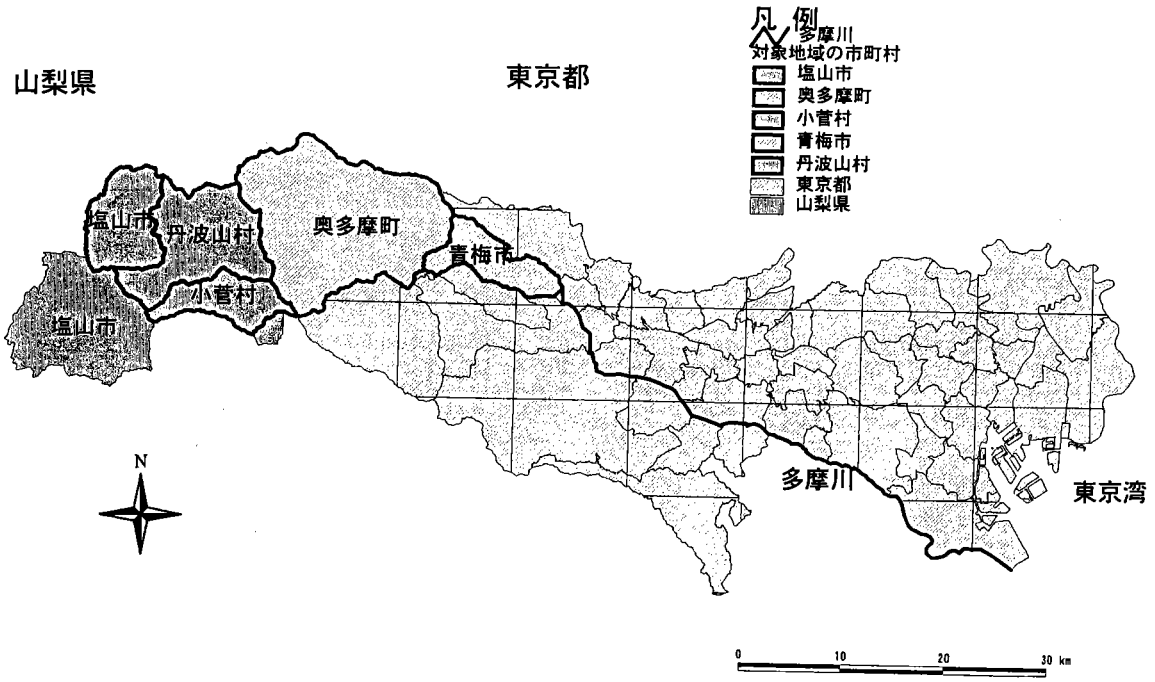 凡 例
多摩川
対象地域の市町村
塩山市
奥多摩町
小菅村
青梅市
丹波山村
東京都
山梨県
山梨県
東京都
塩山市
丹波山村
奥多摩町
青梅市
小菅村
塩山市
多摩川
東京湾
N
0 10 20 30 km